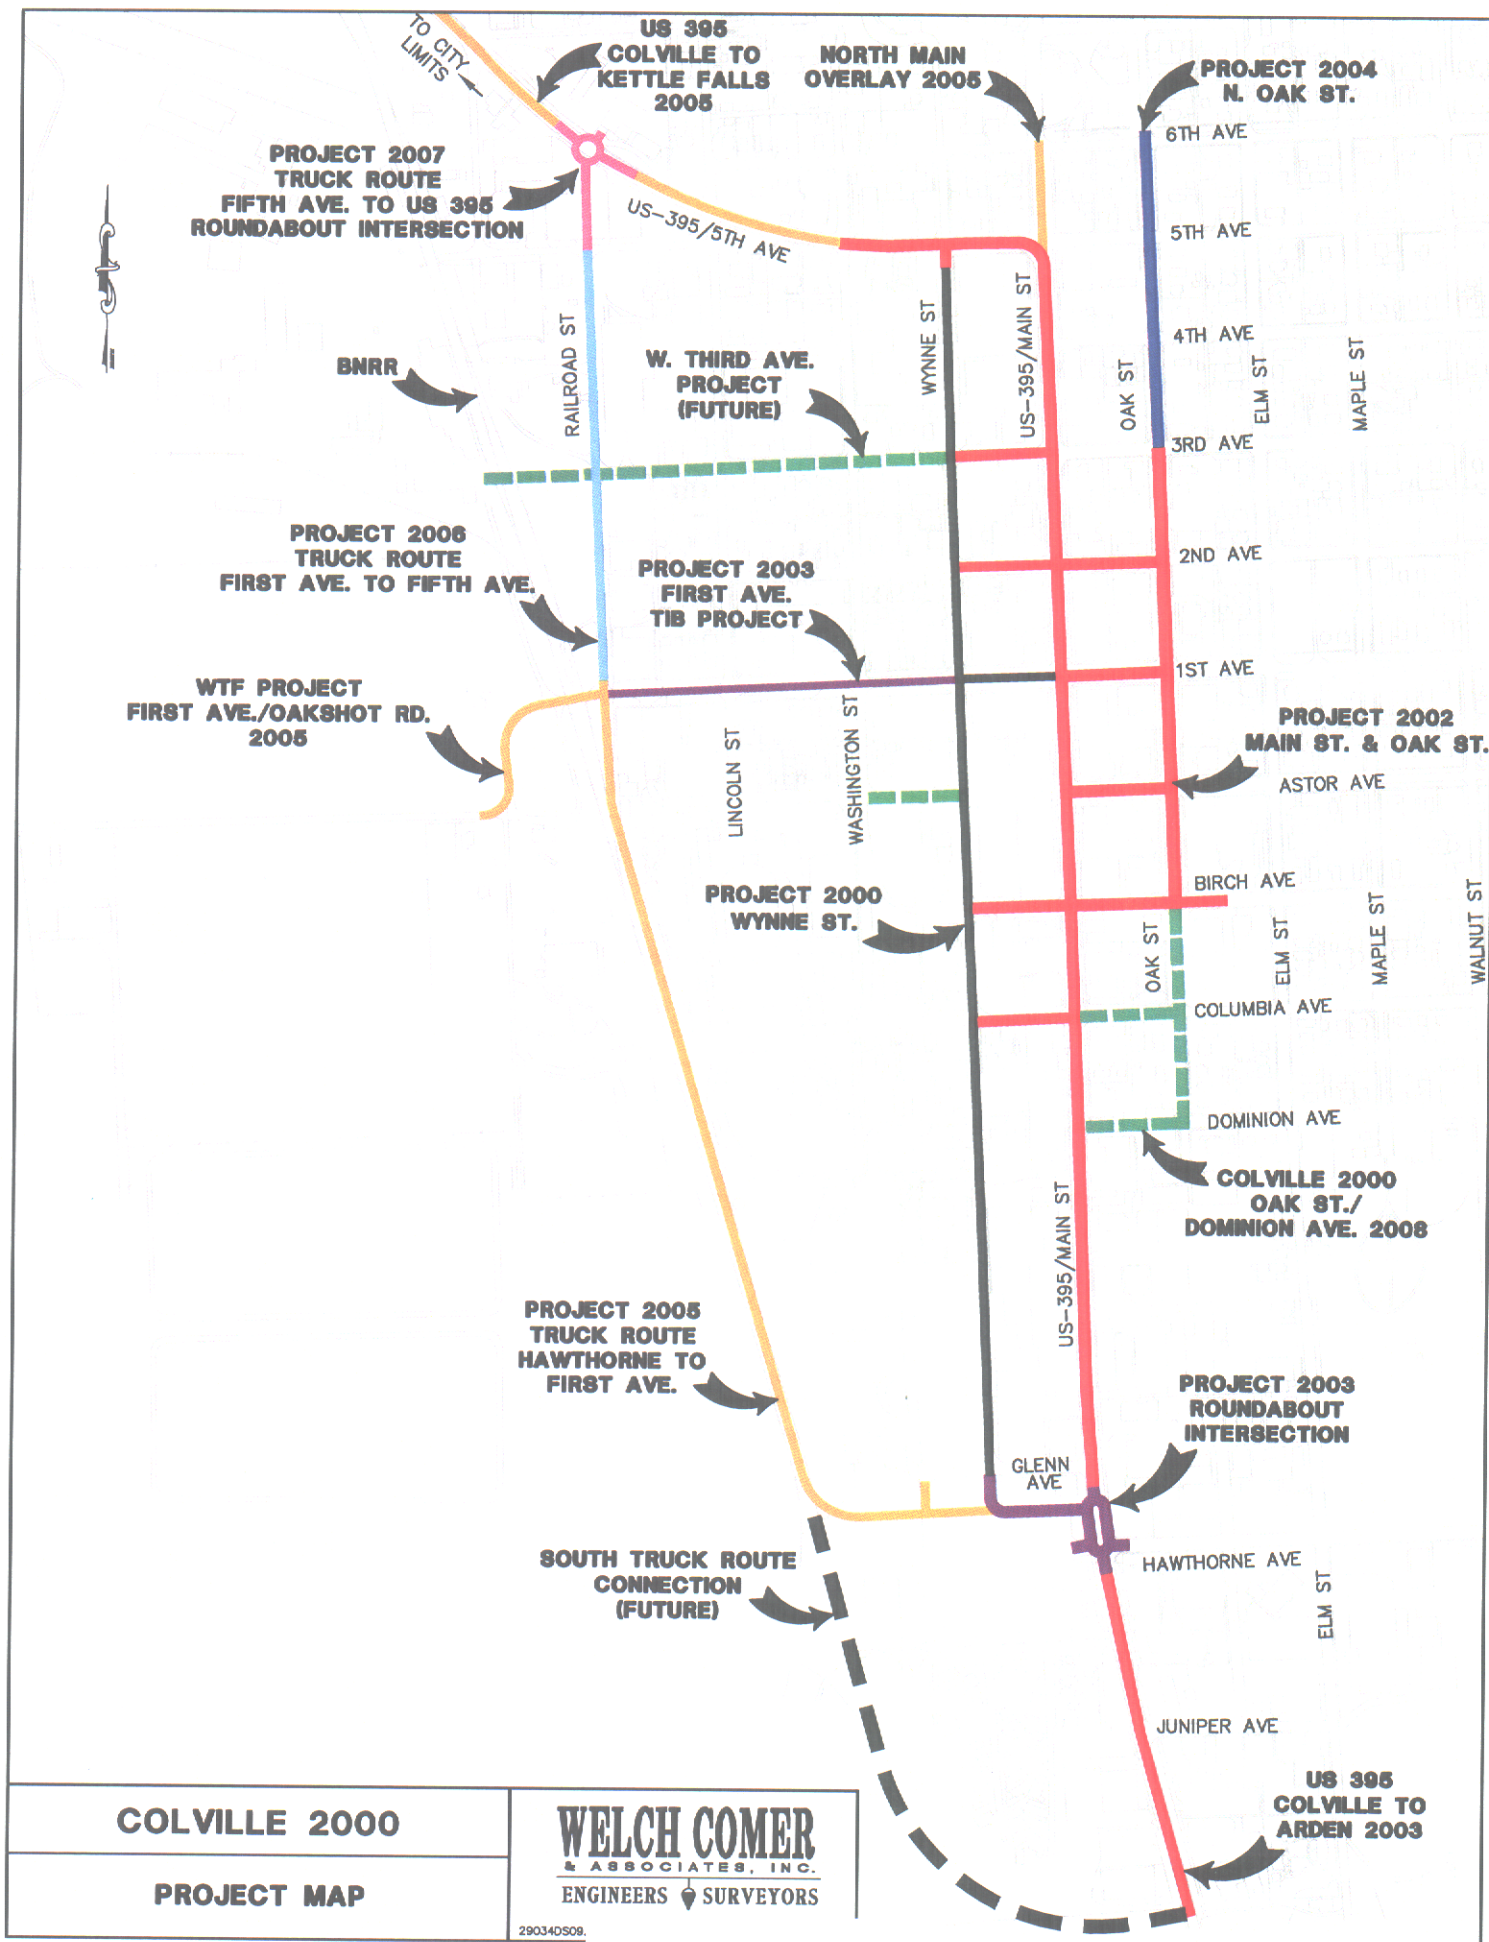 TO CITY
LIMITS
US 395
COLVILLE TO
KETTLE FALLS
2005
NORTH MAIN
OVERLAY 2005
PROJECT 2004
N. OAK ST.
6TH AVE
PROJECT 2007
TRUCK ROUTE
FIFTH AVE. TO US 395
ROUNDABOUT INTERSECTION
US-395/5TH AVE
5TH AVE
RAILROAD ST
WYNNE ST
US-395/MAIN ST
OAK ST
4TH AVE
ELM ST
MAPLE ST
BNRR
W. THIRD AVE.
PROJECT
(FUTURE)
3RD AVE
PROJECT 2006
TRUCK ROUTE
FIRST AVE. TO FIFTH AVE.
PROJECT 2003
FIRST AVE.
TIB PROJECT
2ND AVE
1ST AVE
WTF PROJECT
FIRST AVE./OAKSHOT RD.
2005
LINCOLN ST
WASHINGTON ST
PROJECT 2002
MAIN ST. & OAK ST.
ASTOR AVE
PROJECT 2000
WYNNE ST.
BIRCH AVE
OAK ST
ELM ST
MAPLE ST
WALNUT ST
COLUMBIA AVE
DOMINION AVE
COLVILLE 2000
OAK ST./
DOMINION AVE. 2008
US-395/MAIN ST
PROJECT 2005
TRUCK ROUTE
HAWTHORNE TO
FIRST AVE.
PROJECT 2003
ROUNDABOUT
INTERSECTION
GLENN
AVE
SOUTH TRUCK ROUTE
CONNECTION
(FUTURE)
HAWTHORNE AVE
ELM ST
JUNIPER AVE
US 395
COLVILLE TO
ARDEN 2003
COLVILLE 2000
PROJECT MAP
WELCH COMER
& ASSOCIATES, INC.
ENGINEERS SURVEYORS
29034DS09.